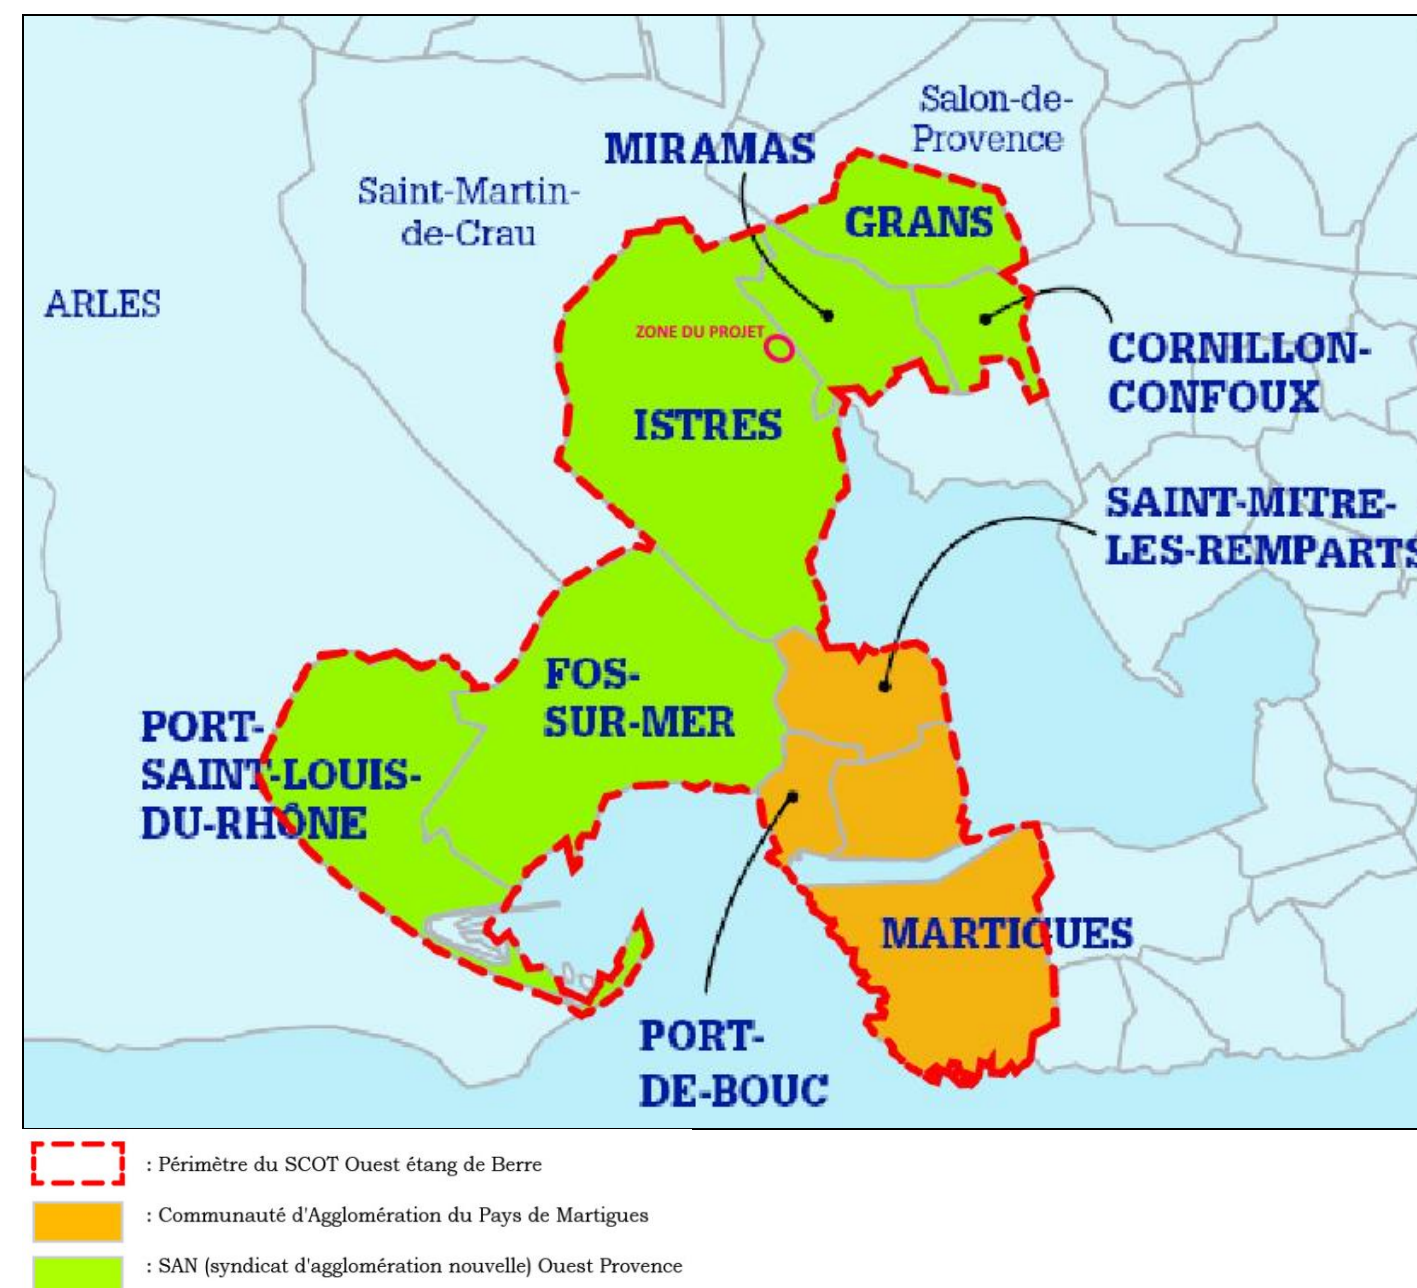 Salon-de-
Provence
MIRAMAS
Saint-Martin-
de-Crau
GRANS
ARLES
ZONE DU PROJET
CORNILLON-
CONFOUX
ISTRES
SAINT-MITRE-
LES-REMPARTS
FOS-
SUR-MER
PORT-
SAINT-LOUIS-
DU-RHÔNE
MARTIGUES
PORT-
DE-BOUC
: Périmètre du SCOT Ouest étang de Berre
: Communauté d'Agglomération du Pays de Martigues
: SAN (syndicat d'agglomération nouvelle) Ouest Provence